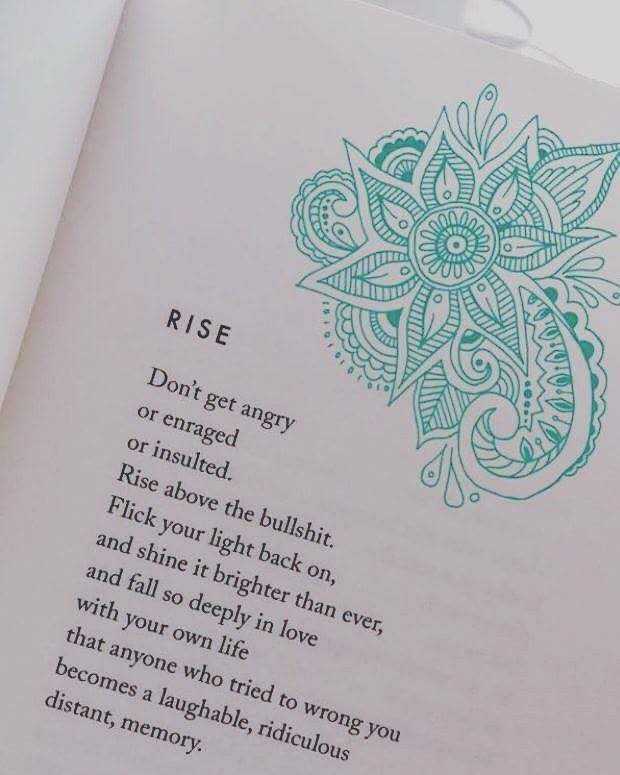 RISE
Don't get angry
or enraged
or insulted.
Rise above the bullshit.
Flick your light back on,
and shine it brighter than ever,
and fall so deeply in love
with your own life
that anyone who tried to wrong you
becomes a laughable, ridiculous
distant, memory.